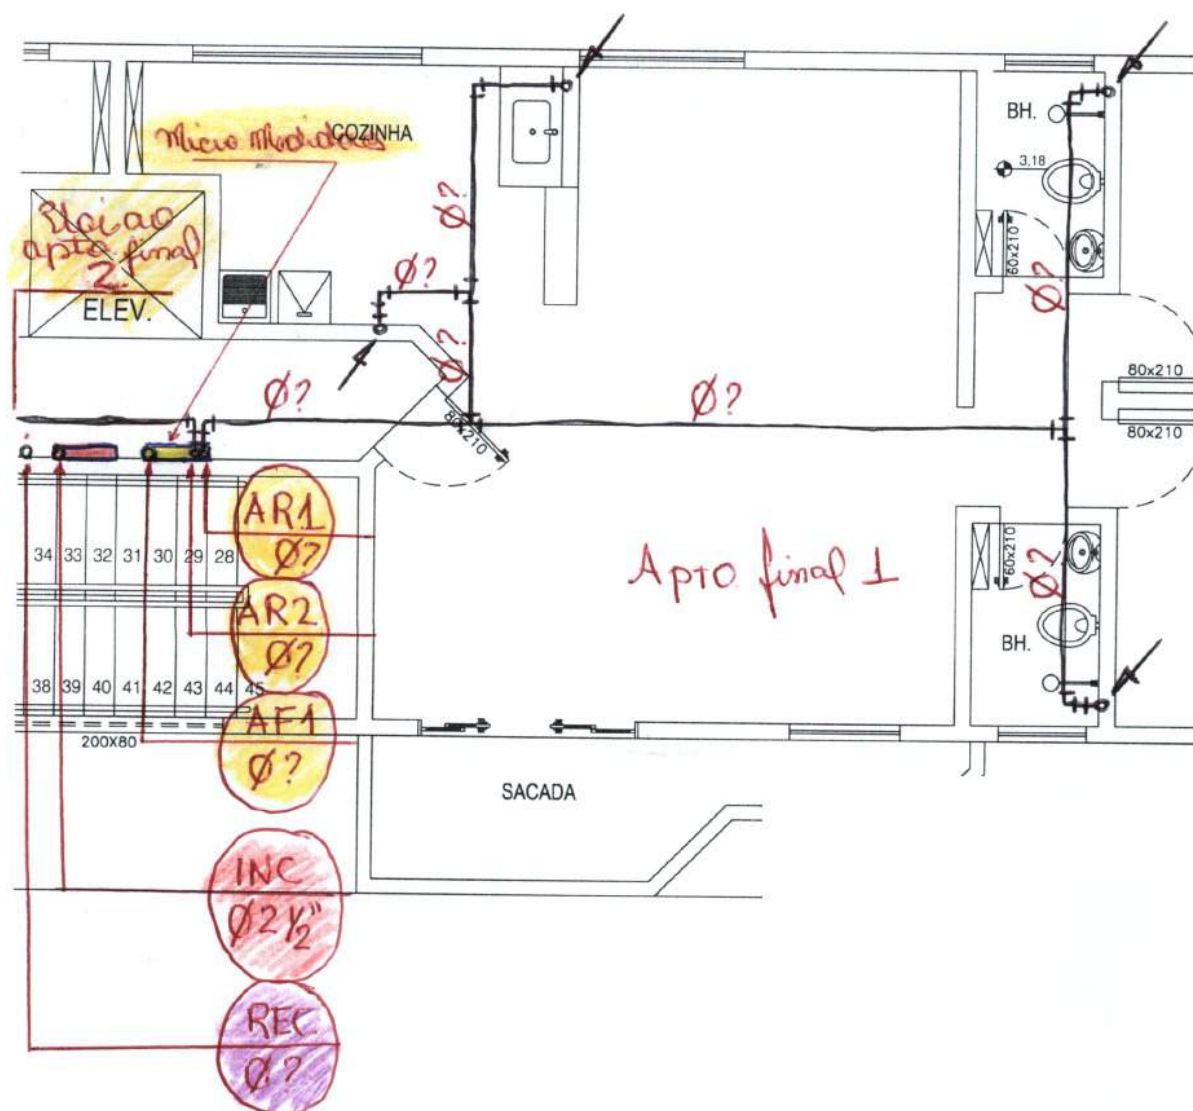 BH.
Micro Medidores
COZINHA
3,18
Ø?
60x210
apto final
2
Ø?
ELEV.
Ø?
Ø?
80x210
Ø?
Ø?
80x210
80x210
AR1
Ø?
34 33 32 31 30 29 28
60x210
Ø?
Apto final 1
AR2
Ø?
BH.
38 39 40 41 42 43 44 45
AF1
Ø?
200X80
SACADA
INC
Ø2 1/2"
REC
Ø?